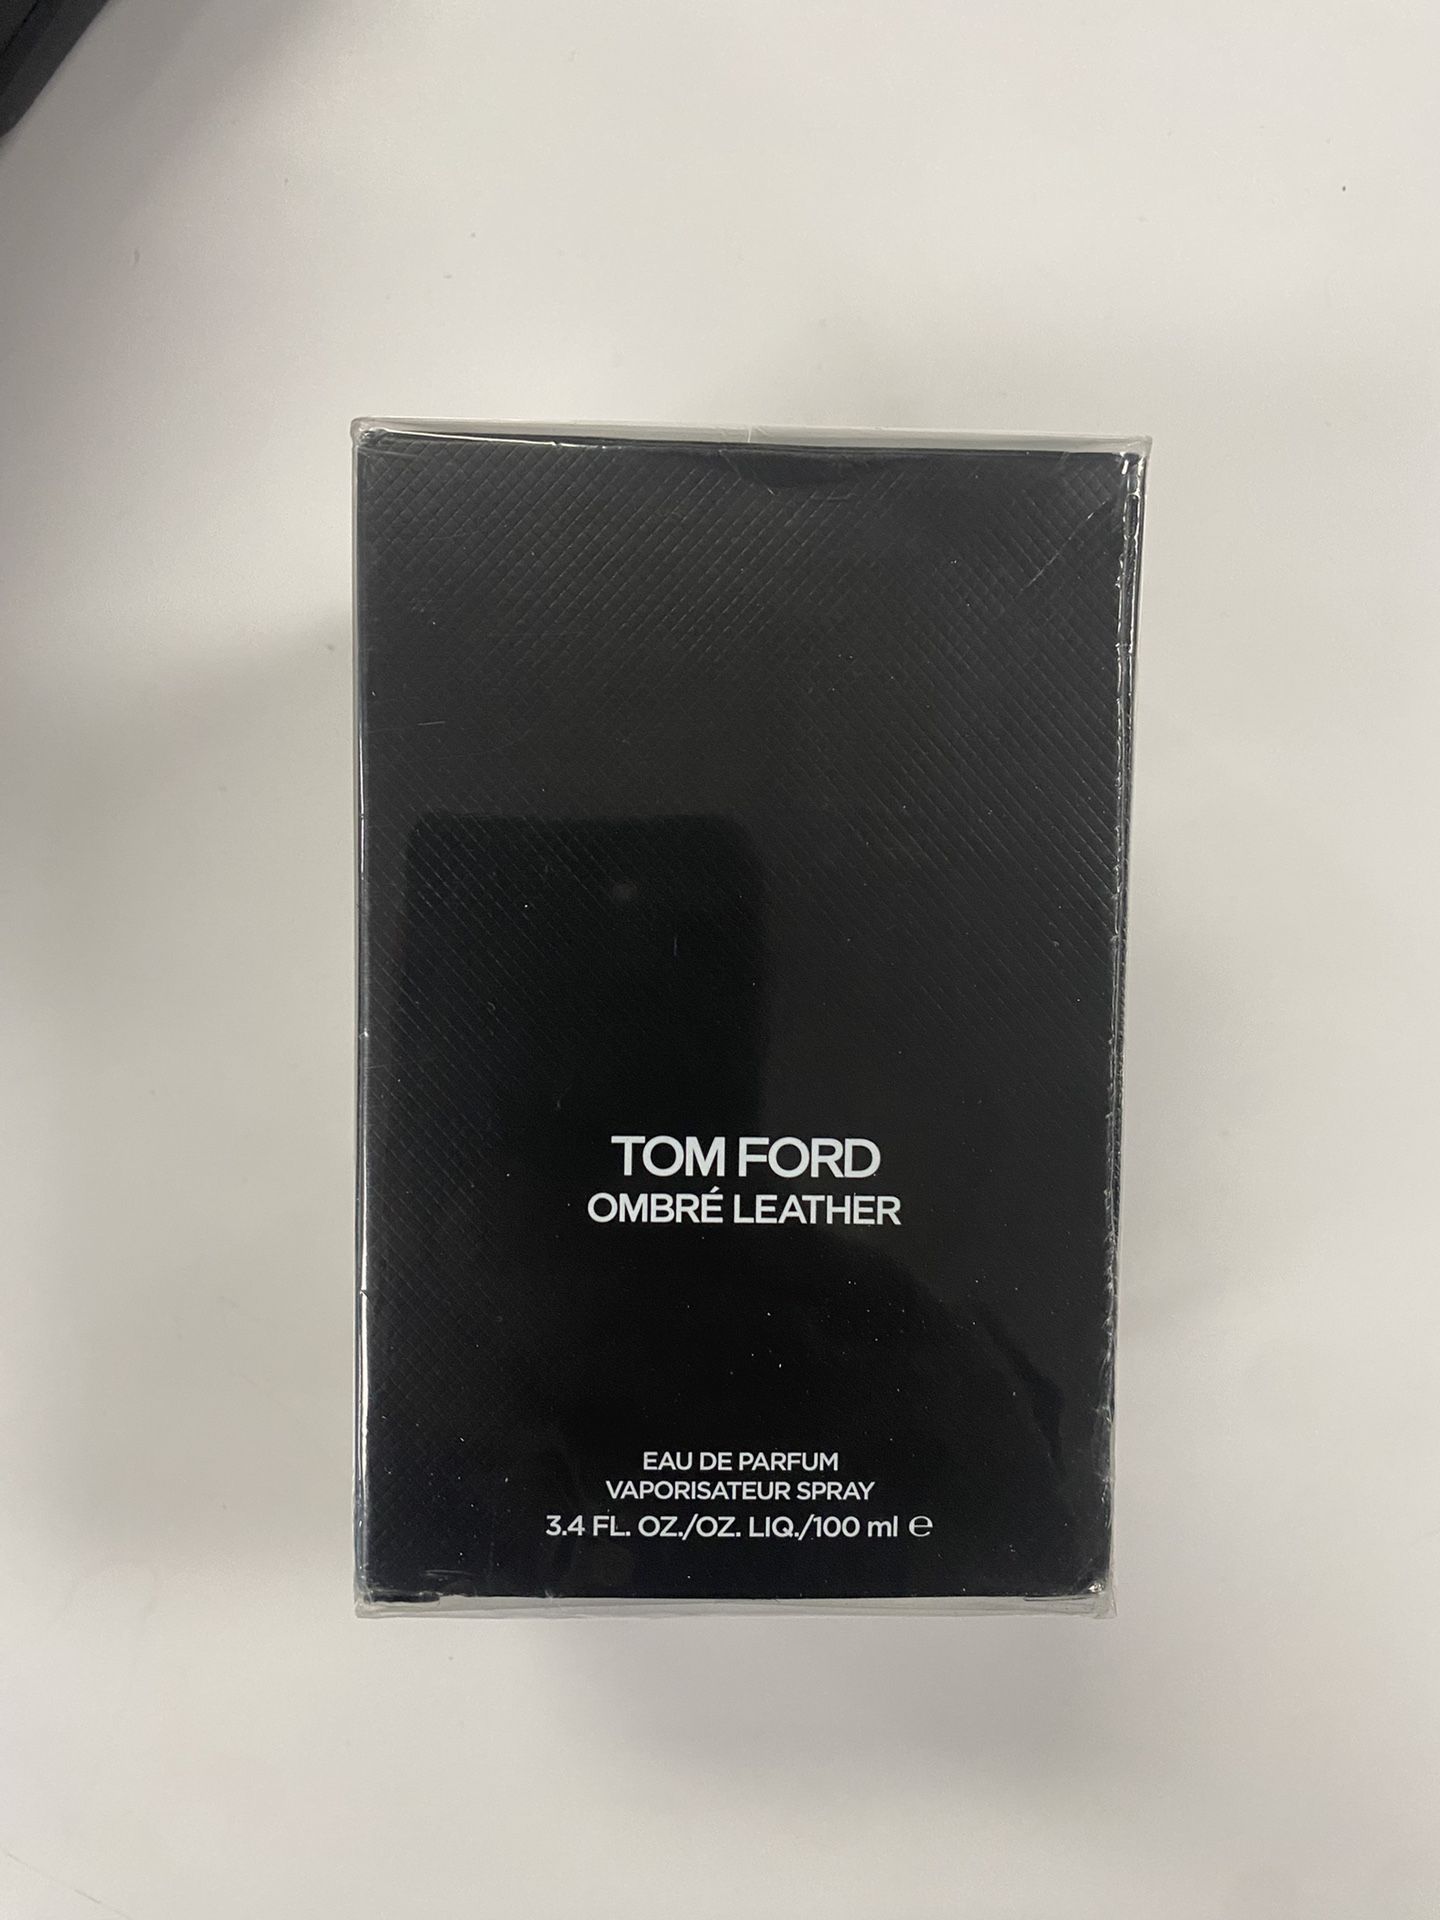 TOM FORD
OMBRÉ LEATHER
EAU DE PARFUM
VAPORISATEUR SPRAY
3.4 FL. OZ./OZ. LIQ./100 ml ℮